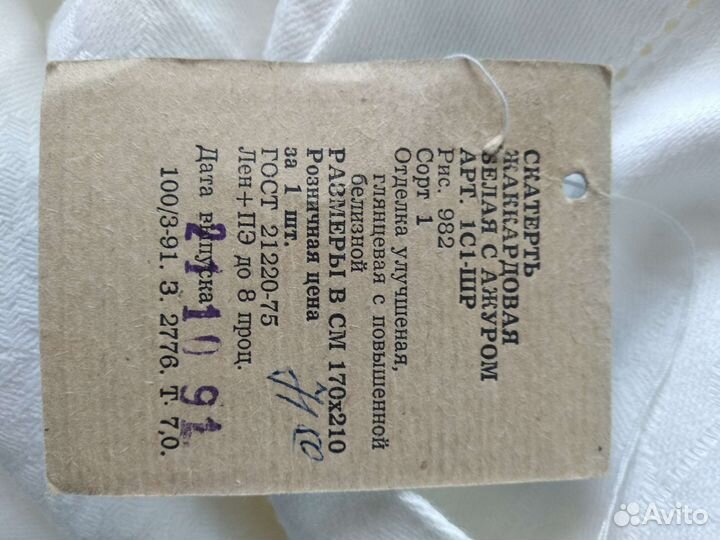 СКАТЕРТЬ
ЖАККАРДОВАЯ
БЕЛАЯ С АЖУРОМ
АРТ. 1С1-ШР
Рис. 982
Сорт 1
Отделка улучшеная,
глянцевая с повышенной
белизной
РАЗМЕРЫ В СМ 170х210
Розничная цена
за 1 шт.
ГОСТ 21220-75
Лен+ПЭ до 8 проц.
Дата выпуска
21 10 91
100/3-91. З. 2776. Т. 7,0.
Avito